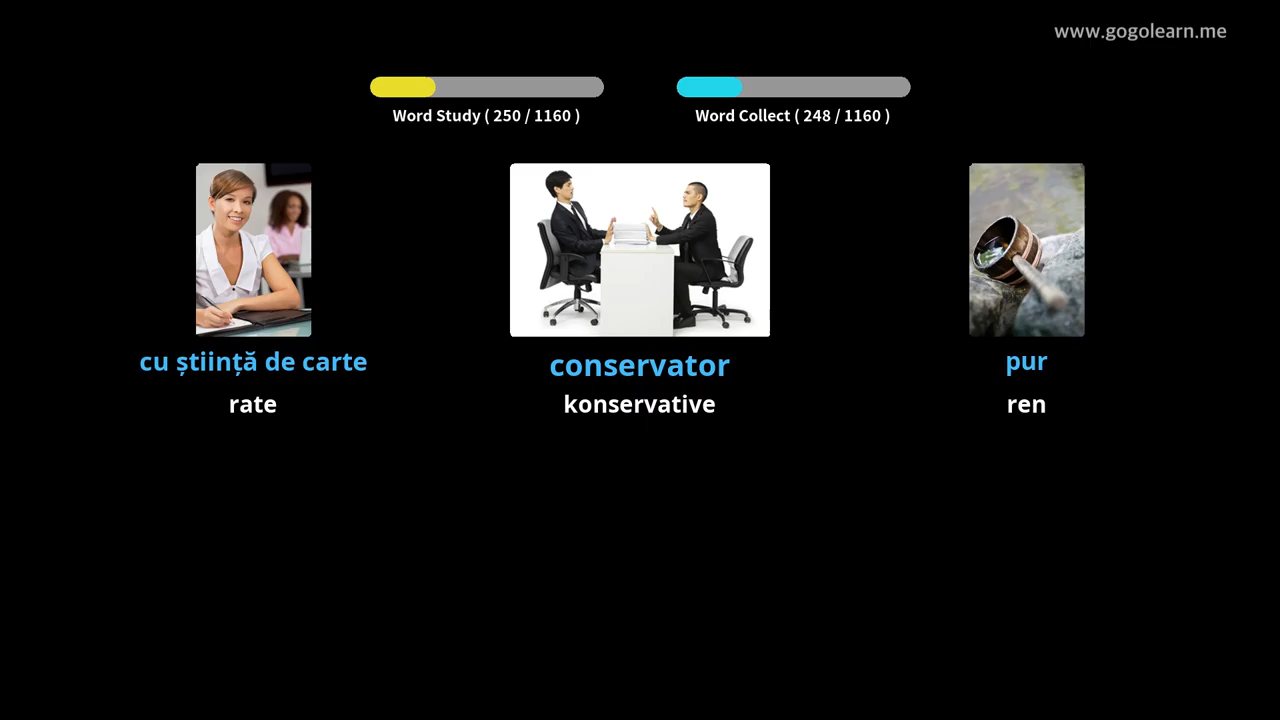 www.gogolearn.me
Word Study ( 250 / 1160 )
Word Collect ( 248 / 1160 )
cu știință de carte
rate
conservator
konservative
pur
ren